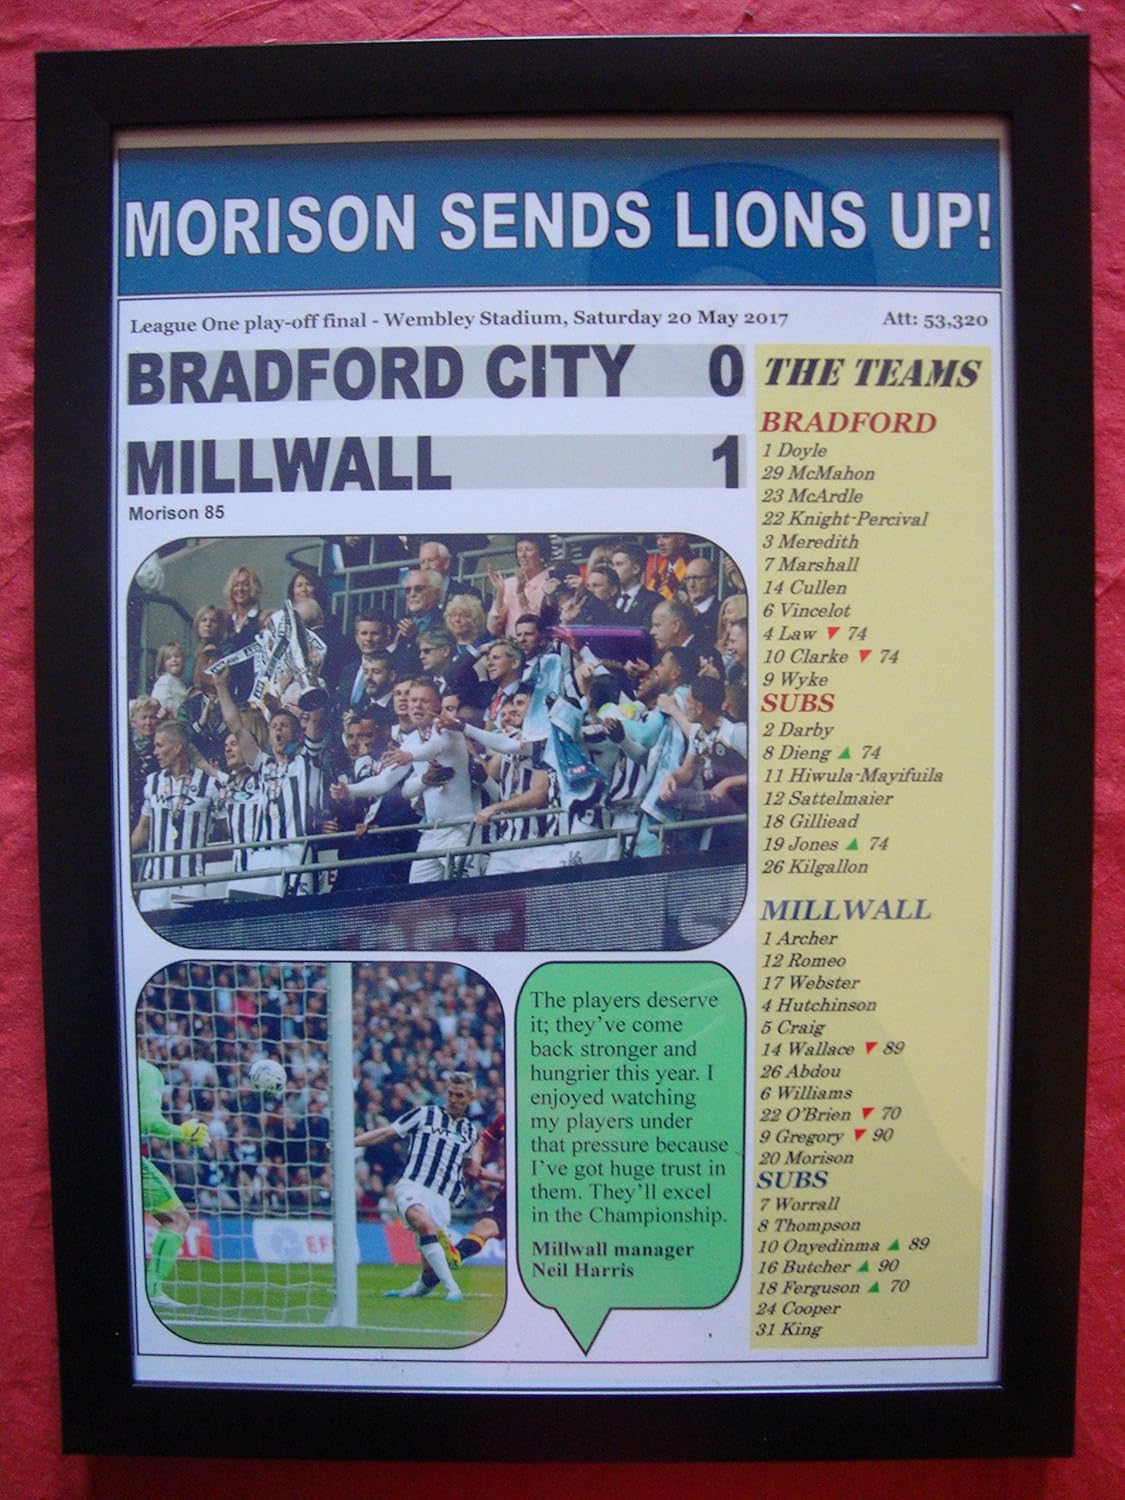 MORISON SENDS LIONS UP!
League One play-off final - Wembley Stadium, Saturday 20 May 2017 Att: 53,320
BRADFORD CITY 0
MILLWALL 1
Morison 85
The players deserve
it; they've come
back stronger and
hungrier this year. I
enjoyed watching
my players under
that pressure because
I've got huge trust in
them. They'll excel
in the Championship.
Millwall manager
Neil Harris
THE TEAMS
BRADFORD
1 Doyle
29 McMahon
23 McArdle
22 Knight-Percival
3 Meredith
7 Marshall
14 Cullen
6 Vincelot
4 Law ▼ 74
10 Clarke ▼ 74
9 Wyke
SUBS
2 Darby
8 Dieng ▲ 74
11 Hiwula-Mayifuila
12 Sattelmaier
18 Gilliead
19 Jones ▲ 74
26 Kilgallon
MILLWALL
1 Archer
12 Romeo
17 Webster
4 Hutchinson
5 Craig
14 Wallace ▼ 89
26 Abdou
6 Williams
22 O'Brien ▼ 70
9 Gregory ▼ 90
20 Morison
SUBS
7 Worrall
8 Thompson
10 Onyedinma ▲ 89
16 Butcher ▲ 90
18 Ferguson ▲ 70
24 Cooper
31 King